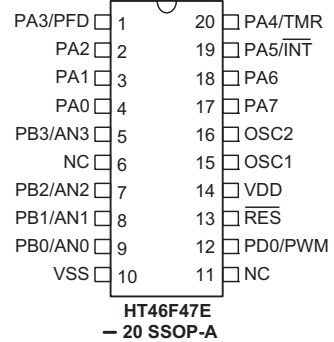 PA3/PFD 1 20 PA4/TMR
PA2 2 19 PA5/INT
PA1 3 18 PA6
PA0 4 17 PA7
PB3/AN3 5 16 OSC2
NC 6 15 OSC1
PB2/AN2 7 14 VDD
PB1/AN1 8 13 RES
PB0/AN0 9 12 PD0/PWM
VSS 10 11 NC
HT46F47E
– 20 SSOP-A